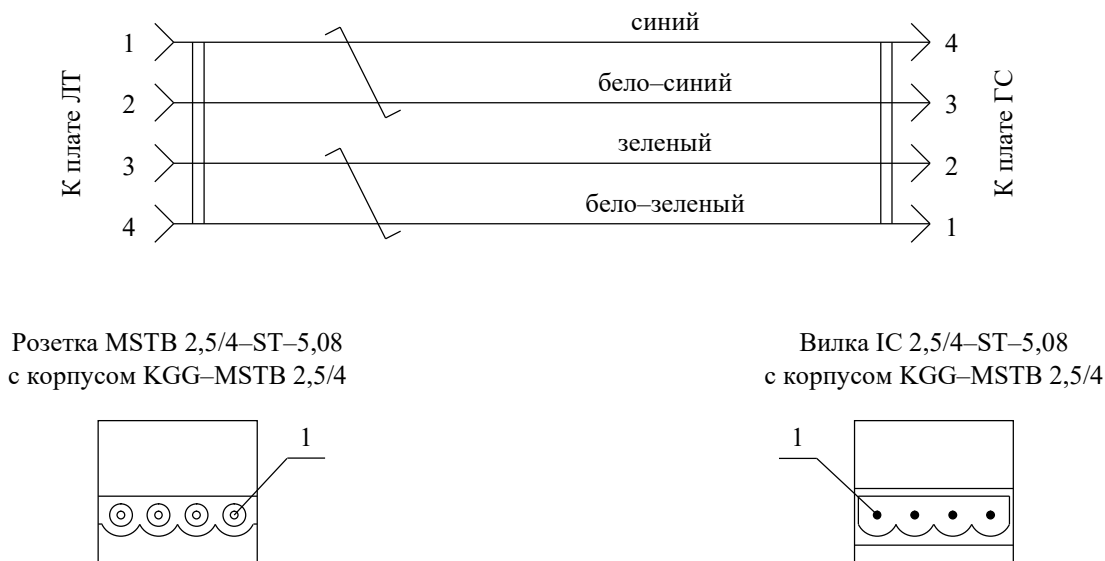 синий
1
4
бело–синий
2
3
К плате ЛТ
К плате ГС
зеленый
3
2
бело–зеленый
4
1
Розетка MSTB 2,5/4–ST–5,08
с корпусом KGG–MSTB 2,5/4
Вилка IC 2,5/4–ST–5,08
с корпусом KGG–MSTB 2,5/4
1
1